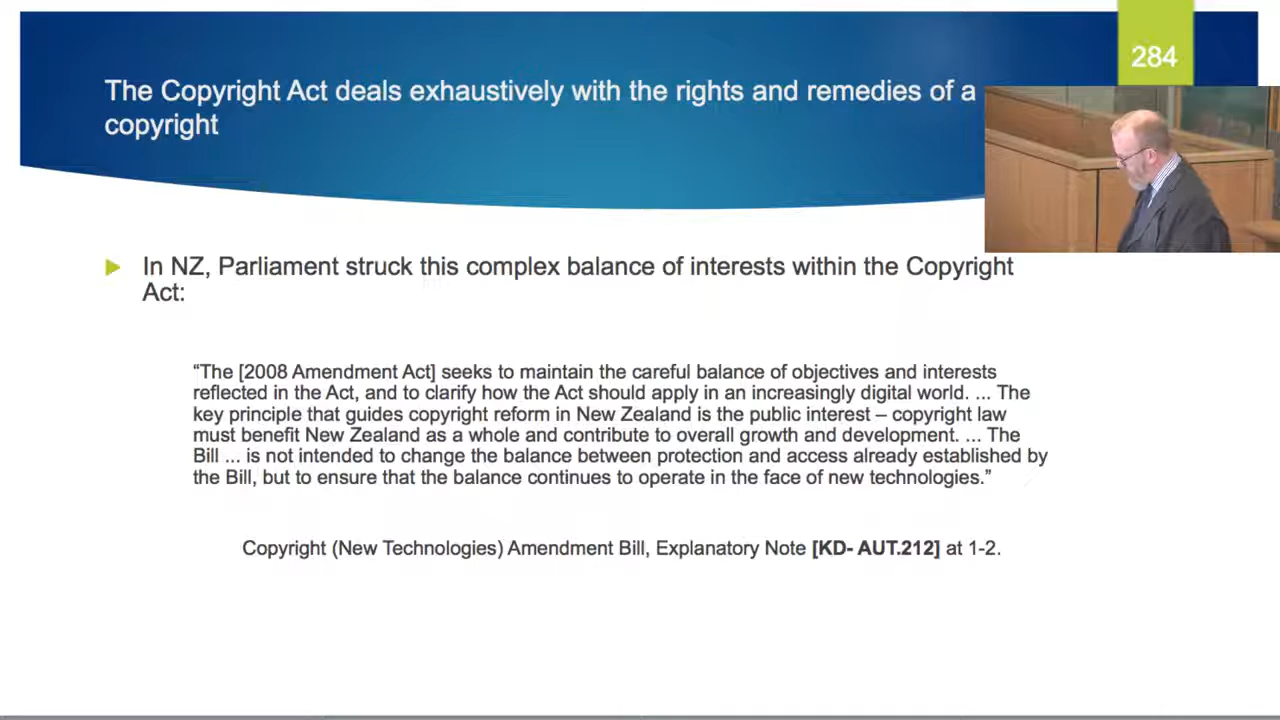 284
The Copyright Act deals exhaustively with the rights and remedies of a
copyright
In NZ, Parliament struck this complex balance of interests within the Copyright
Act:
“The [2008 Amendment Act] seeks to maintain the careful balance of objectives and interests
reflected in the Act, and to clarify how the Act should apply in an increasingly digital world. ... The
key principle that guides copyright reform in New Zealand is the public interest – copyright law
must benefit New Zealand as a whole and contribute to overall growth and development. ... The
Bill ... is not intended to change the balance between protection and access already established by
the Bill, but to ensure that the balance continues to operate in the face of new technologies.”
Copyright (New Technologies) Amendment Bill, Explanatory Note [KD- AUT.212] at 1-2.